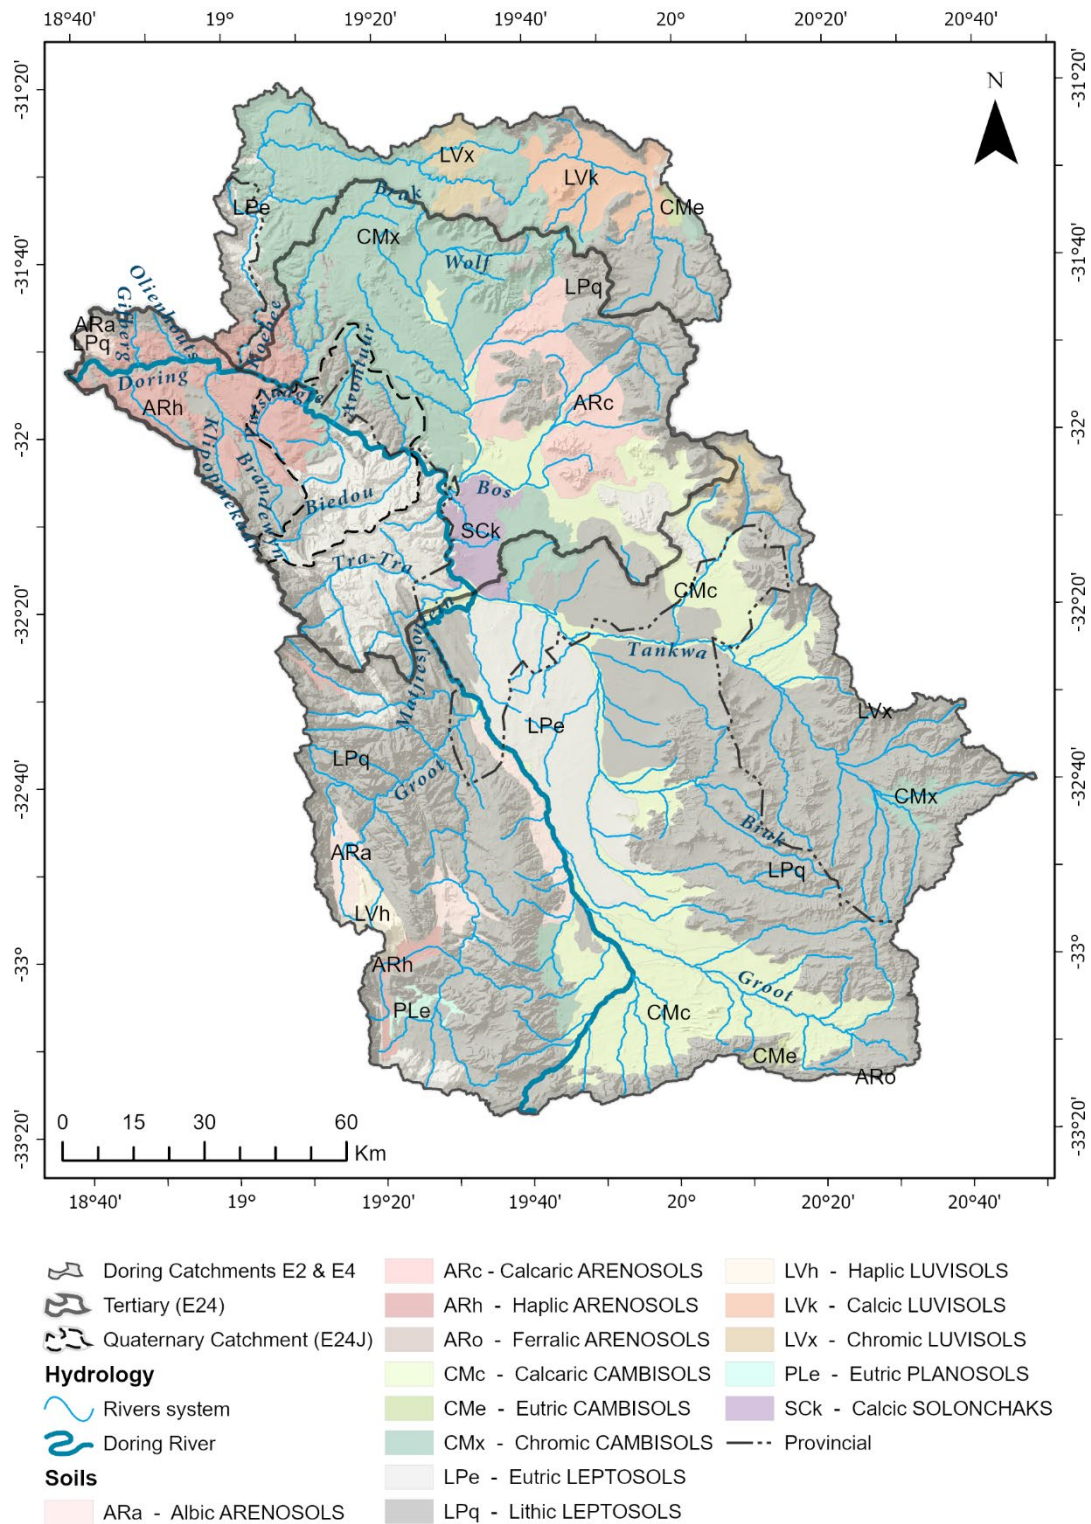 18°40' 19° 19°20' 19°40' 20° 20°20' 20°40'
-31°20' -31°20'
N
LVx
LVk
LPe
Brak
CMe
CMx
-31°40' -31°40'
Wolf
LPq
Olienhouts
Gifberg
Koebee
ARa
LPq
Doring
Avontuur
ARh
ARc
-32° -32°
Klipopmekaar
Brandewyn
Biedou
Bos
SCk
Tra-Tra
CMc
-32°20' -32°20'
Tankwa
Matjiesfontein
LVx
LPe
LPq
Groot
-32°40' -32°40'
CMx
Brak
ARa
LPq
LVh
-33° -33°
ARh
Groot
PLe
CMc
CMe
ARo
-33°20' -33°20'
0 15 30 60
Km
18°40' 19° 19°20' 19°40' 20° 20°20' 20°40'
Doring Catchments E2 & E4
Tertiary (E24)
Quaternary Catchment (E24J)
Hydrology
Rivers system
Doring River
Soils
ARa - Albic ARENOSOLS
ARc - Calcaric ARENOSOLS
ARh - Haplic ARENOSOLS
ARo - Ferralic ARENOSOLS
CMc - Calcaric CAMBISOLS
CMe - Eutric CAMBISOLS
CMx - Chromic CAMBISOLS
LPe - Eutric LEPTOSOLS
LPq - Lithic LEPTOSOLS
LVh - Haplic LUVISOLS
LVk - Calcic LUVISOLS
LVx - Chromic LUVISOLS
PLe - Eutric PLANOSOLS
SCk - Calcic SOLONCHAKS
Provincial